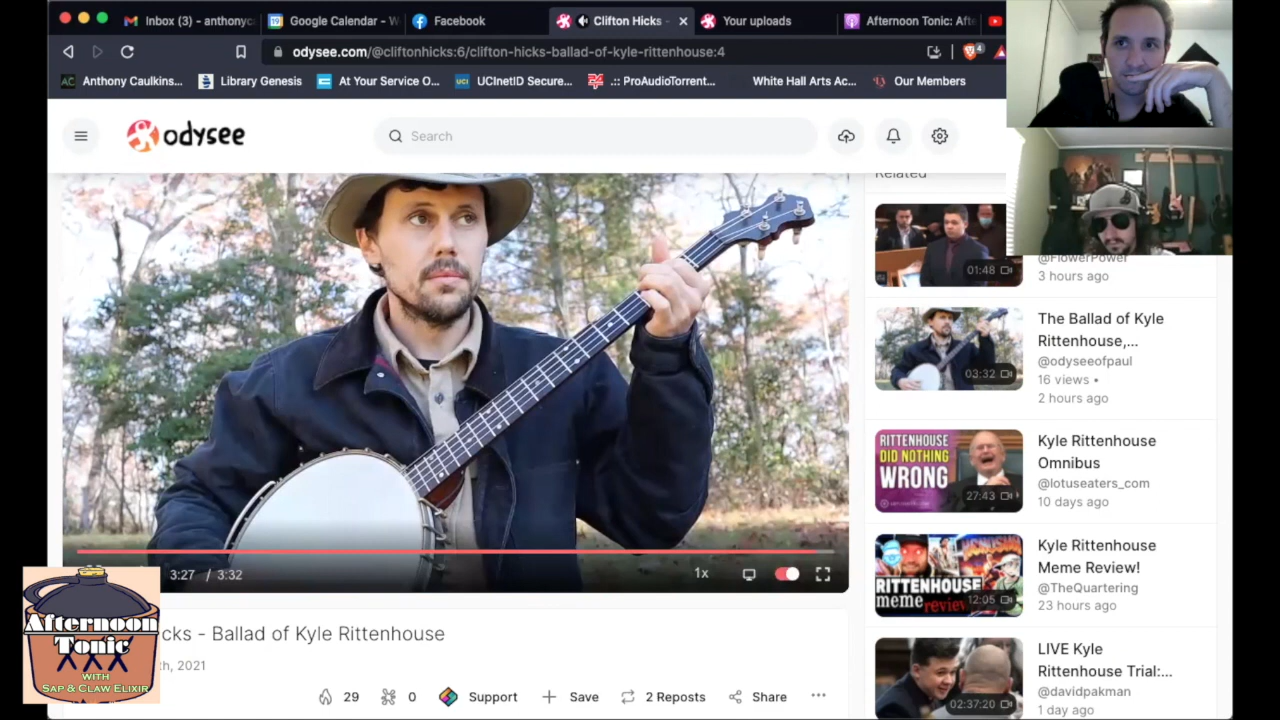 Inbox (3) - anthonyc
Google Calendar - W
Facebook
Clifton Hicks -
Your uploads
Afternoon Tonic: Afte
odysee.com/@cliftonhicks:6/clifton-hicks-ballad-of-kyle-rittenhouse:4
4
AC Anthony Caulkins...
Library Genesis
At Your Service O...
UCI UCInetID Secure...
.:: ProAudioTorrent...
White Hall Arts Ac...
Our Members
odysee
Search
Related
01:48
@FlowerPower
3 hours ago
03:32
The Ballad of Kyle
Rittenhouse,...
@odyseeofpaul
16 views •
2 hours ago
RITTENHOUSE
DID NOTHING
WRONG
27:43
Kyle Rittenhouse
Omnibus
@lotuseaters_com
10 days ago
RITTENHOUSE
meme review
12:05
Kyle Rittenhouse
Meme Review!
@TheQuartering
23 hours ago
02:37:20
LIVE Kyle
Rittenhouse Trial:...
@davidpakman
1 day ago
3:27 / 3:32
1x
cks - Ballad of Kyle Rittenhouse
th, 2021
29
0
Support
Save
2 Reposts
Share
Afternoon
Tonic
XXX
WITH
SAP & CLAW ELIXIR